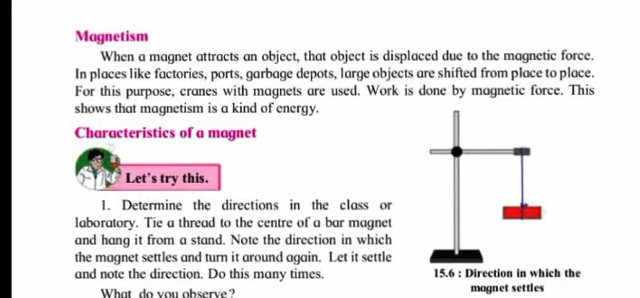 Magnetism
When a magnet attracts an object, that object is displaced due to the magnetic force.
In places like factories, ports, garbage depots, large objects are shifted from place to place.
For this purpose, cranes with magnets are used. Work is done by magnetic force. This
shows that magnetism is a kind of energy.
Characteristics of a magnet
Let's try this.
1. Determine the directions in the class or
laboratory. Tie a thread to the centre of a bar magnet
and hang it from a stand. Note the direction in which
the magnet settles and turn it around again. Let it settle
and note the direction. Do this many times.
What do you observe?
15.6 : Direction in which the
magnet settles